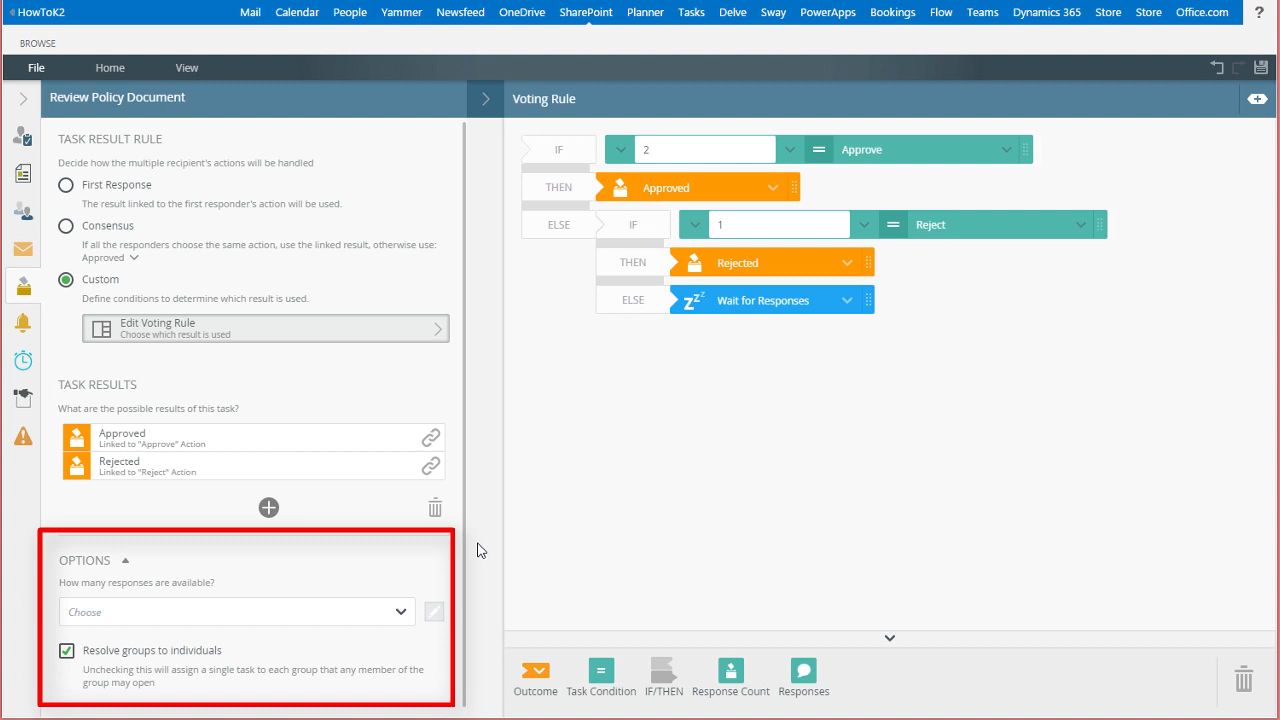 HowToK2
Mail Calendar People Yammer Newsfeed OneDrive SharePoint Planner Tasks Delve Sway PowerApps Bookings Flow Teams Dynamics 365 Store Store Office.com ?
BROWSE
File Home View
Review Policy Document
Voting Rule
TASK RESULT RULE
Decide how the multiple recipient's actions will be handled
First Response
The result linked to the first responder's action will be used.
Consensus
If all the responders choose the same action, use the linked result, otherwise use:
Approved
Custom
Define conditions to determine which result is used.
Edit Voting Rule
Choose which result is used
TASK RESULTS
What are the possible results of this task?
Approved
Linked to "Approve" Action
Rejected
Linked to "Reject" Action
OPTIONS
How many responses are available?
Choose
Resolve groups to individuals
Unchecking this will assign a single task to each group that any member of the
group may open
IF 2 = Approve
THEN Approved
ELSE IF 1 = Reject
THEN Rejected
ELSE zzz Wait for Responses
Outcome Task Condition IF/THEN Response Count Responses